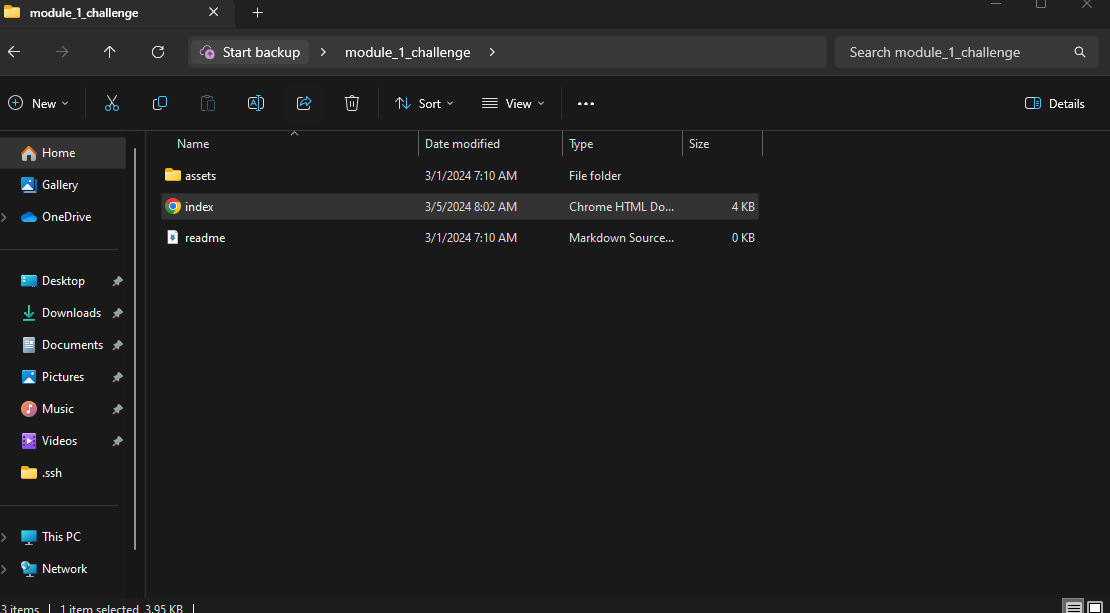 module_1_challenge
Start backup module_1_challenge
Search module_1_challenge
New Sort View Details
Name Date modified Type Size
Home
Gallery
OneDrive
Desktop
Downloads
Documents
Pictures
Music
Videos
.ssh
This PC
Network
assets 3/1/2024 7:10 AM File folder
index 3/5/2024 8:02 AM Chrome HTML Do... 4 KB
readme 3/1/2024 7:10 AM Markdown Source... 0 KB
3 items 1 item selected 3.95 KB